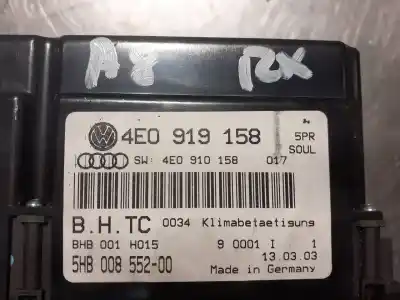 A8 RX
4E0 919 158
5PR
SOUL
SW: 4E0 910 158 017
B.H.TC 0034 Klimabetaetisuns
BHB 001 H015 9 0001 I 1
5HB 008 552-00 13.03.03
Made in Germany